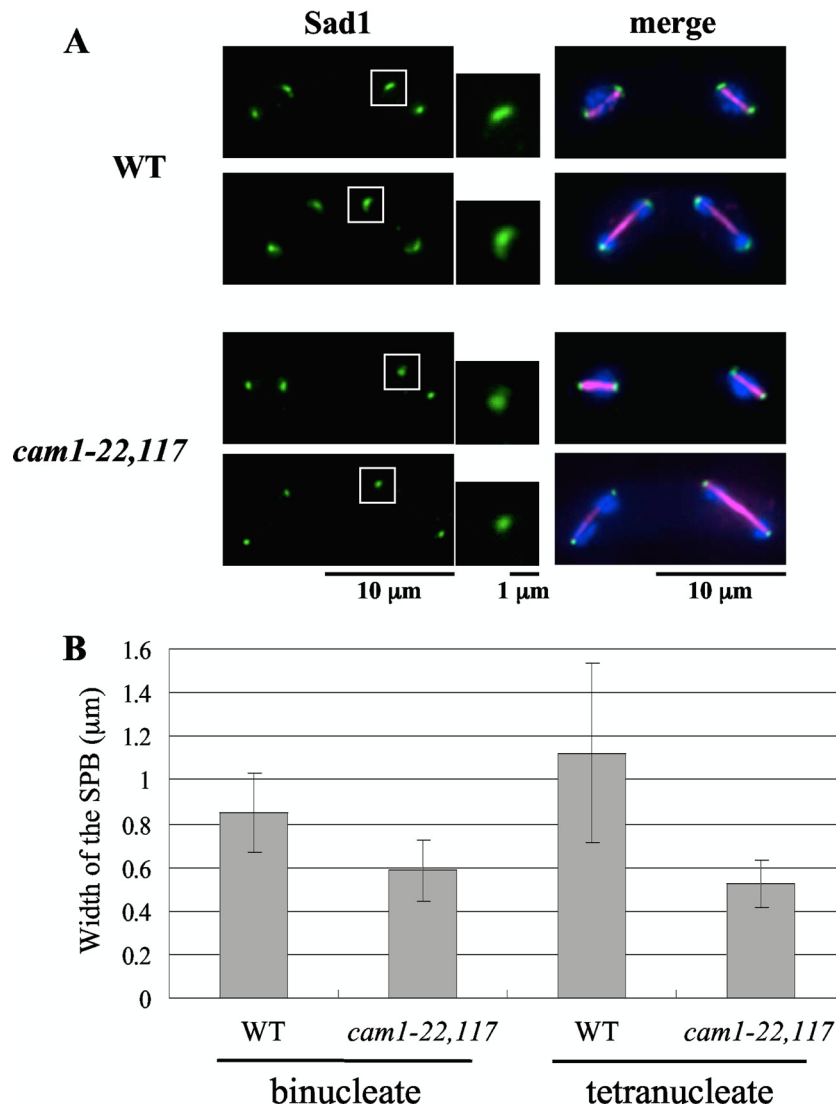 A
Sad1
merge
WT
cam1-22,117
10 μm
1 μm
10 μm
B
Width of the SPB (μm)
1.6
1.4
1.2
1
0.8
0.6
0.4
0.2
0
WT
cam1-22,117
WT
cam1-22,117
binucleate
tetranucleate